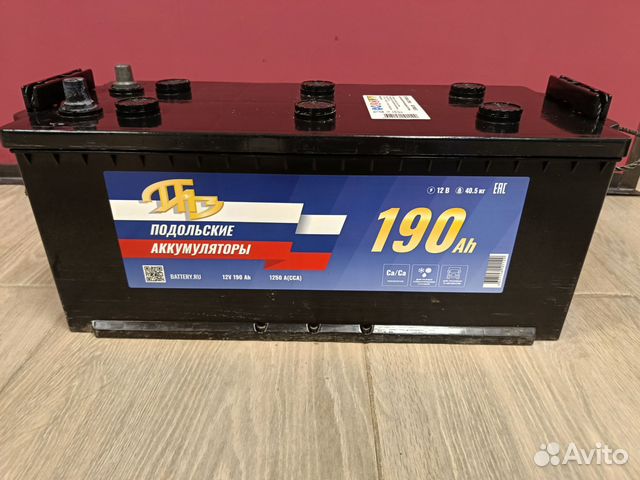 ПАЗ
ПОДОЛЬСКИЕ
АККУМУЛЯТОРЫ
BATTERY.RU
12V 190 Ah
1250 A(CCA)
12 В
40.5 кг
EAC
190Ah
Ca/Ca
Avito